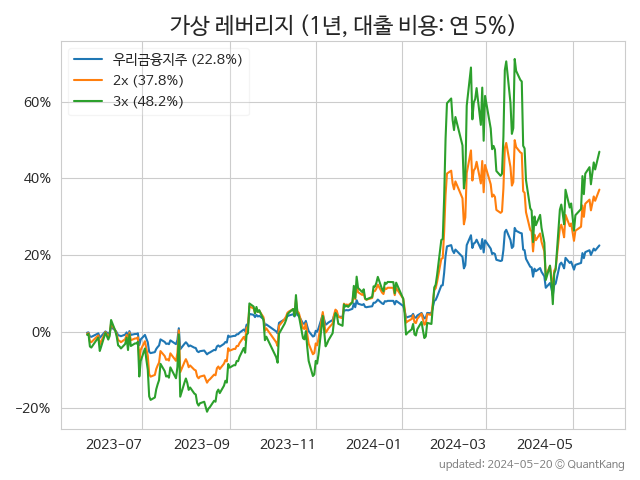 가상 레버리지 (1년, 대출 비용: 연 5%)
우리금융지주 (22.8%)
2x (37.8%)
3x (48.2%)
60%
40%
20%
0%
−20%
2023-07 2023-09 2023-11 2024-01 2024-03 2024-05
updated: 2024-05-20 © QuantKang